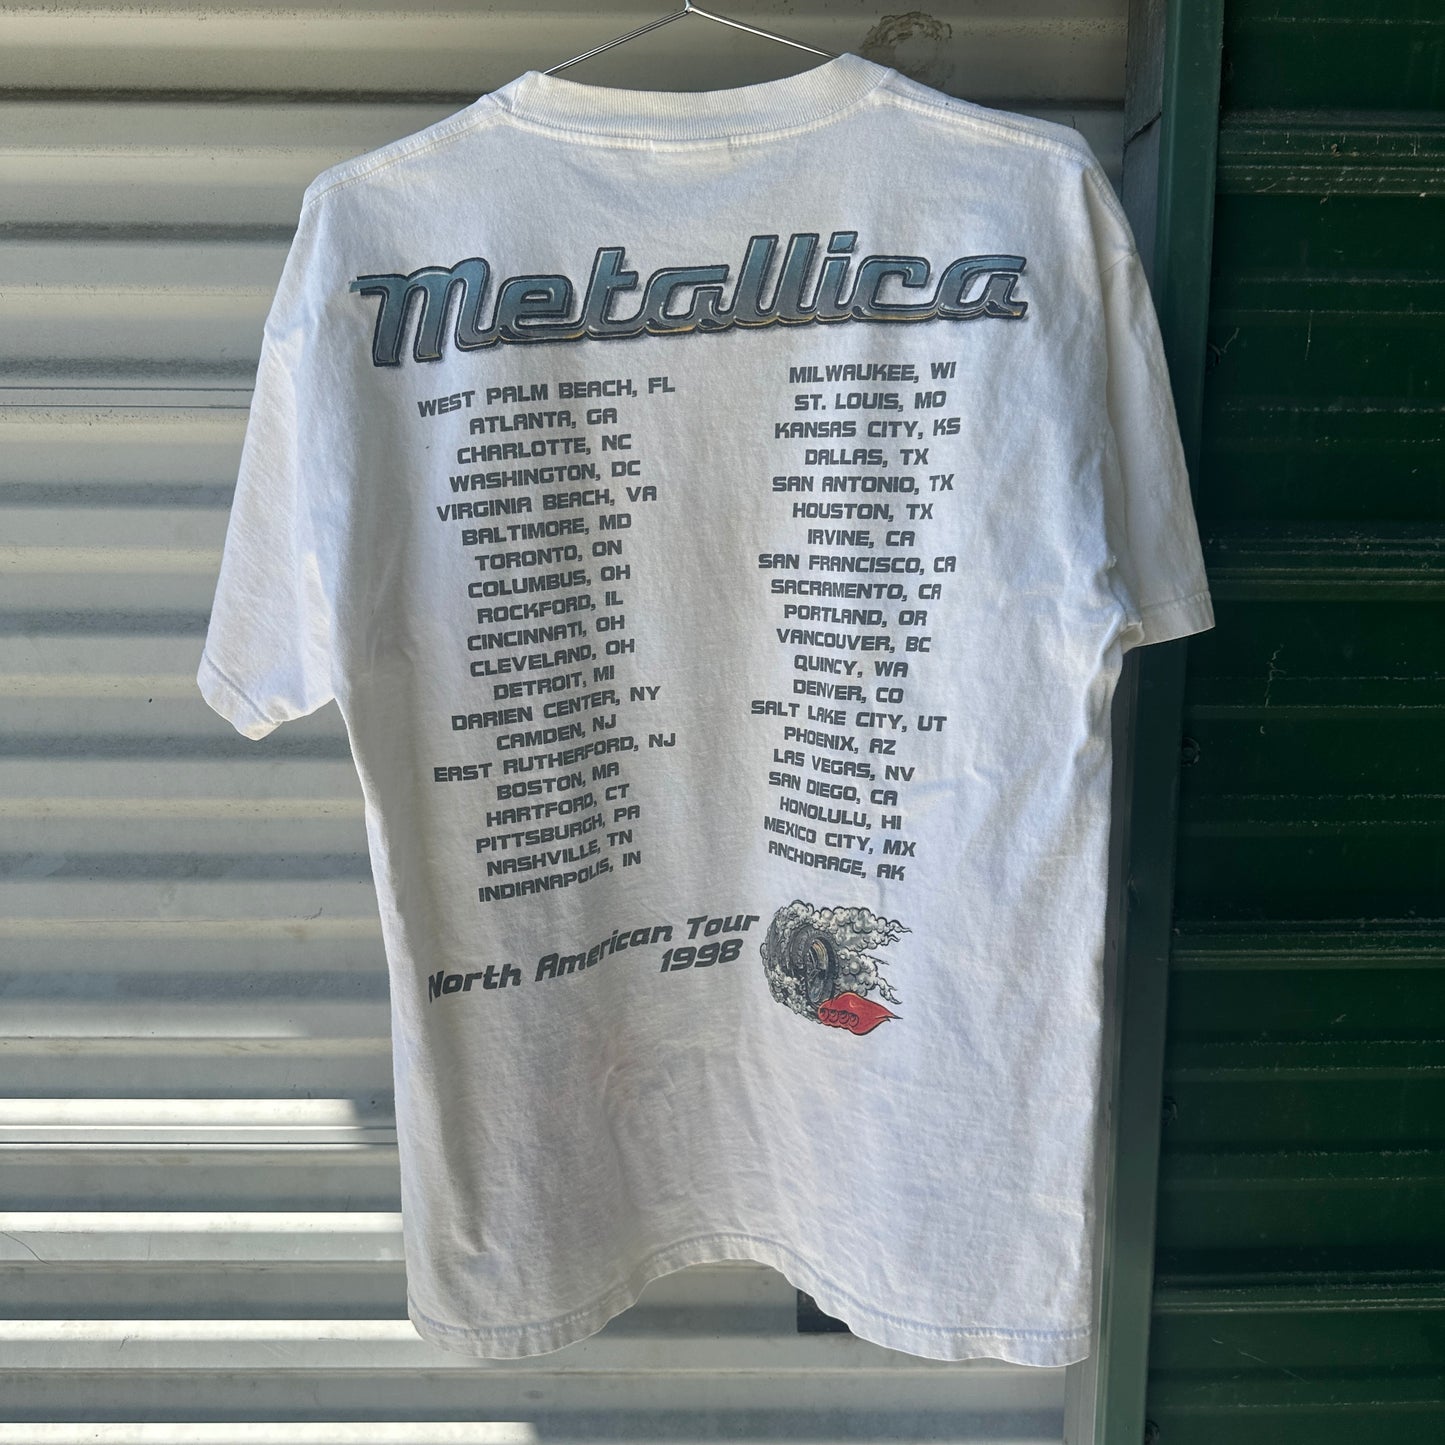 Metallica
WEST PALM BEACH, FL
ATLANTA, GA
CHARLOTTE, NC
WASHINGTON, DC
VIRGINIA BEACH, VA
BALTIMORE, MD
TORONTO, ON
COLUMBUS, OH
ROCKFORD, IL
CINCINNATI, OH
CLEVELAND, OH
DETROIT, MI
DARIEN CENTER, NY
CAMDEN, NJ
EAST RUTHERFORD, NJ
BOSTON, MA
HARTFORD, CT
PITTSBURGH, PA
NASHVILLE, TN
INDIANAPOLIS, IN
MILWAUKEE, WI
ST. LOUIS, MO
KANSAS CITY, KS
DALLAS, TX
SAN ANTONIO, TX
HOUSTON, TX
IRVINE, CA
SAN FRANCISCO, CA
SACRAMENTO, CA
PORTLAND, OR
VANCOUVER, BC
QUINCY, WA
DENVER, CO
SALT LAKE CITY, UT
PHOENIX, AZ
LAS VEGAS, NV
SAN DIEGO, CA
HONOLULU, HI
MEXICO CITY, MX
ANCHORAGE, AK
North American Tour
1998